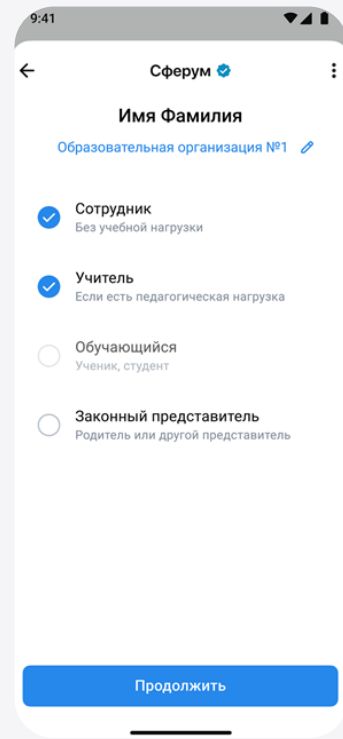 9:41
Сферум
Имя Фамилия
Образовательная организация №1
Сотрудник
Без учебной нагрузки
Учитель
Если есть педагогическая нагрузка
Обучающийся
Ученик, студент
Законный представитель
Родитель или другой представитель
Продолжить